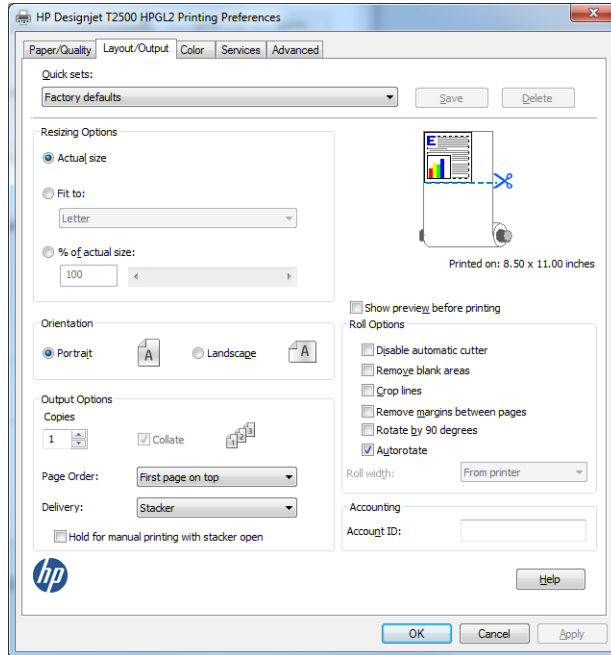 HP Designjet T2500 HPGL2 Printing Preferences
Paper/Quality Layout/Output Color Services Advanced
Quick sets:
Factory defaults Save Delete
Resizing Options
Actual size
Fit to:
Letter
% of actual size:
100
E
Printed on: 8.50 x 11.00 inches
Show preview before printing
Orientation
Portrait A Landscape A
Roll Options
Disable automatic cutter
Remove blank areas
Crop lines
Remove margins between pages
Rotate by 90 degrees
Autorotate
Roll width: From printer
Output Options
Copies
1 Collate 1 2 3
Page Order: First page on top
Delivery: Stacker
Hold for manual printing with stacker open
Accounting
Account ID:
hp
Help
OK Cancel Apply